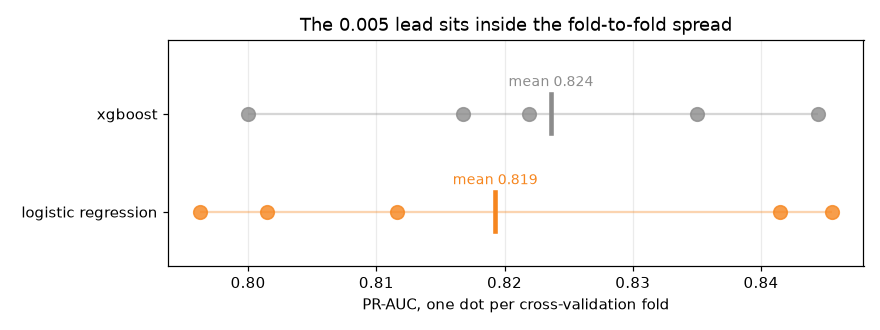 The 0.005 lead sits inside the fold-to-fold spread
mean 0.824
xgboost
mean 0.819
logistic regression
0.80 0.81 0.82 0.83 0.84
PR-AUC, one dot per cross-validation fold